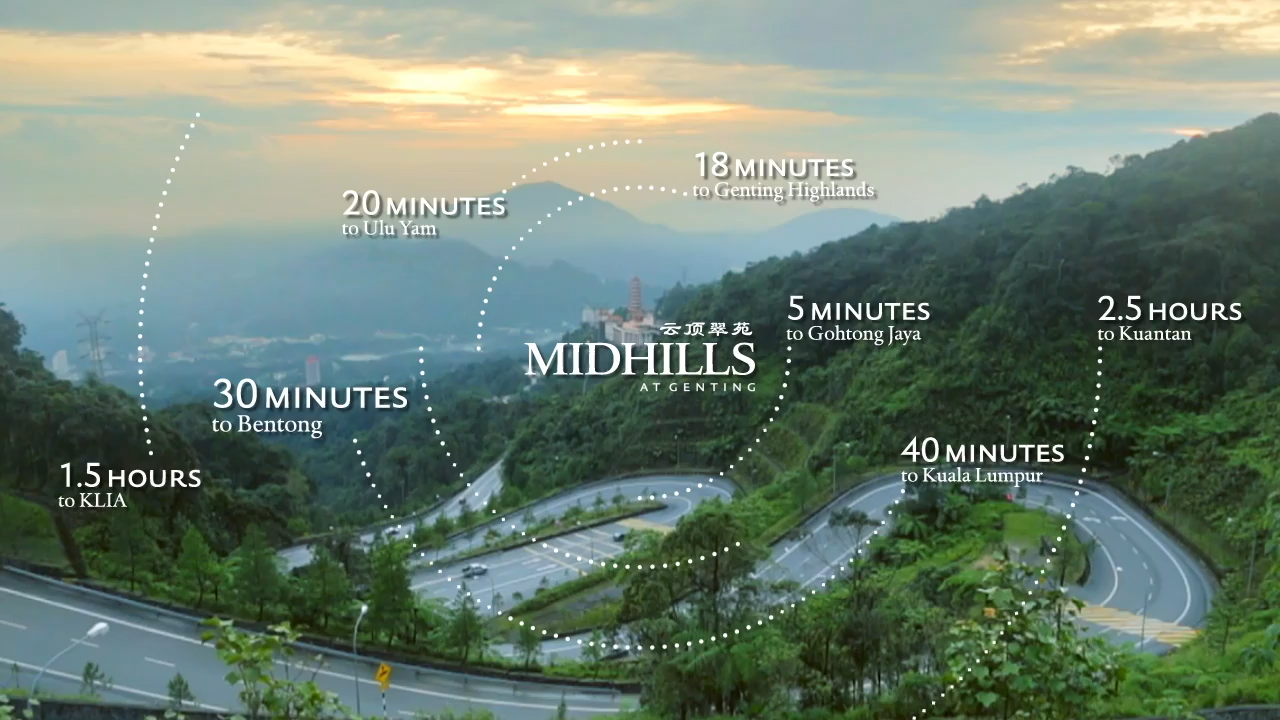 18 MINUTES
to Genting Highlands
20 MINUTES
to Ulu Yam
5 MINUTES
to Gohtong Jaya
2.5 HOURS
to Kuantan
云顶翠苑
MIDHILLS
AT GENTING
30 MINUTES
to Bentong
40 MINUTES
to Kuala Lumpur
1.5 HOURS
to KLIA